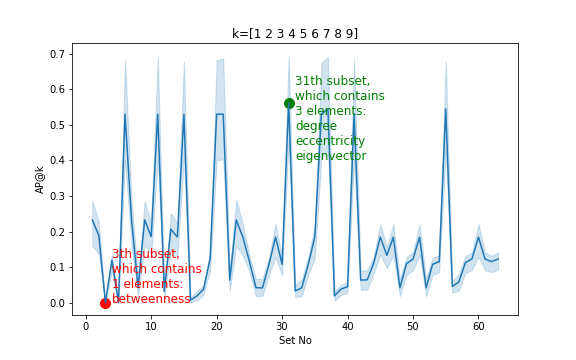 k=[1 2 3 4 5 6 7 8 9]
0.7
0.6
0.5
0.4
0.3
0.2
0.1
0.0
AP@k
31th subset,
which contains
3 elements:
degree
eccentricity
eigenvector
3th subset,
which contains
1 elements:
betweenness
0
10
20
30
40
50
60
Set No